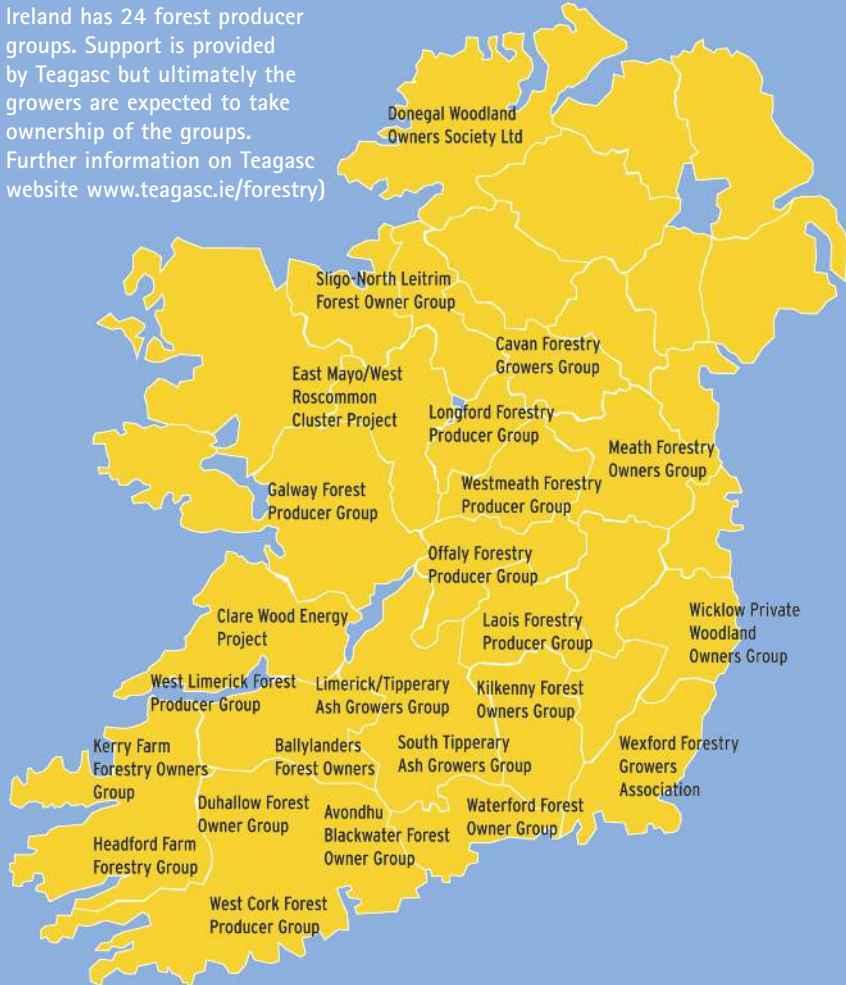 Ireland has 24 forest producer
groups. Support is provided
by Teagasc but ultimately the
growers are expected to take
ownership of the groups.
Further information on Teagasc
website www.teagasc.ie/forestry)
Donegal Woodland
Owners Society Ltd
Sligo-North Leitrim
Forest Owner Group
Cavan Forestry
Growers Group
East Mayo/West
Roscommon
Cluster Project
Longford Forestry
Producer Group
Meath Forestry
Owners Group
Galway Forest
Producer Group
Westmeath Forestry
Producer Group
Offaly Forestry
Producer Group
Clare Wood Energy
Project
Laois Forestry
Producer Group
Wicklow Private
Woodland
Owners Group
West Limerick Forest
Producer Group
Limerick/Tipperary
Ash Growers Group
Kilkenny Forest
Owners Group
Kerry Farm
Forestry Owners
Group
Ballylanders
Forest Owners
South Tipperary
Ash Growers Group
Wexford Forestry
Growers
Association
Duhallow Forest
Owner Group
Avondhu
Blackwater Forest
Owner Group
Waterford Forest
Owner Group
Headford Farm
Forestry Group
West Cork Forest
Producer Group